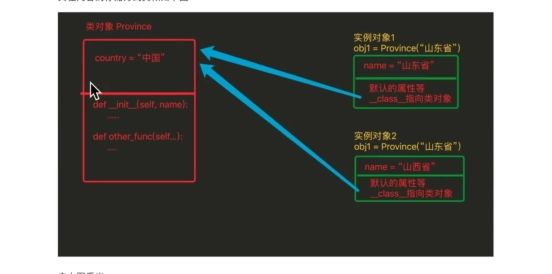 类对象 Province
country = "中国"
def __init__(self, name):
......
def other_func(self...):
.....
实例对象1
obj1 = Province("山东省")
name = "山东省"
默认的属性等
__class__指向类对象
实例对象2
obj1 = Province("山东省")
name = "山西省"
默认的属性等
__class__指向类对象